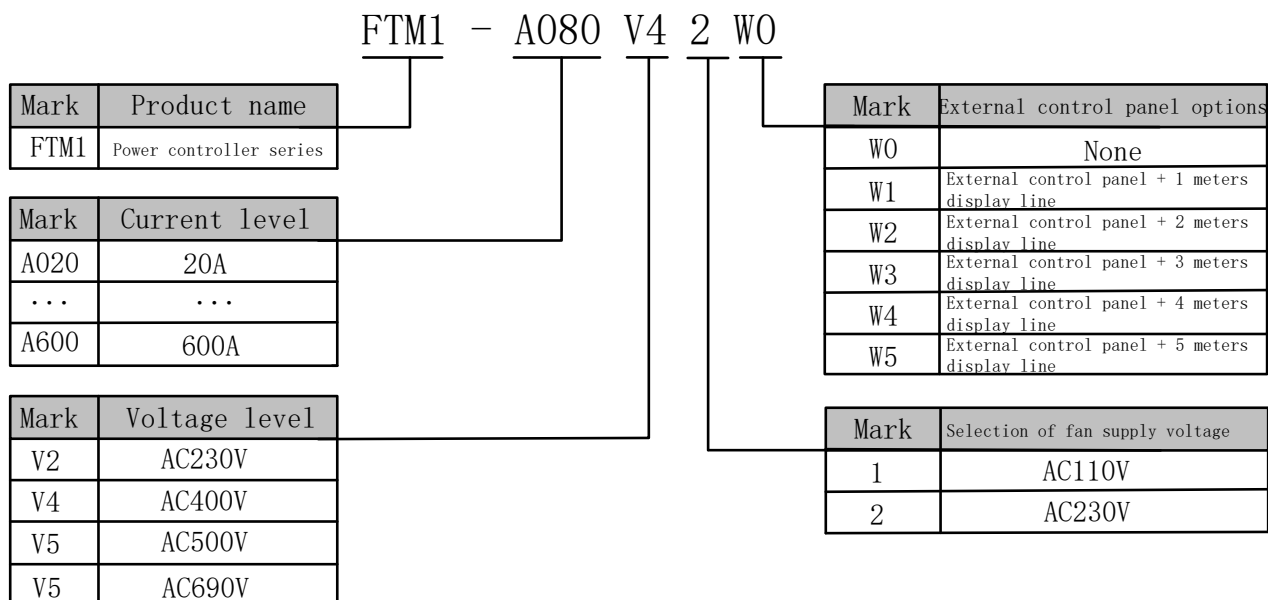 FTM1 - A080 V4 2 W0
Mark Product name
FTM1 Power controller series
Mark Current level
A020 20A
... ...
A600 600A
Mark Voltage level
V2 AC230V
V4 AC400V
V5 AC500V
V5 AC690V
Mark External control panel options
W0 None
W1 External control panel + 1 meters
display line
W2 External control panel + 2 meters
display line
W3 External control panel + 3 meters
display line
W4 External control panel + 4 meters
display line
W5 External control panel + 5 meters
display line
Mark Selection of fan supply voltage
1 AC110V
2 AC230V